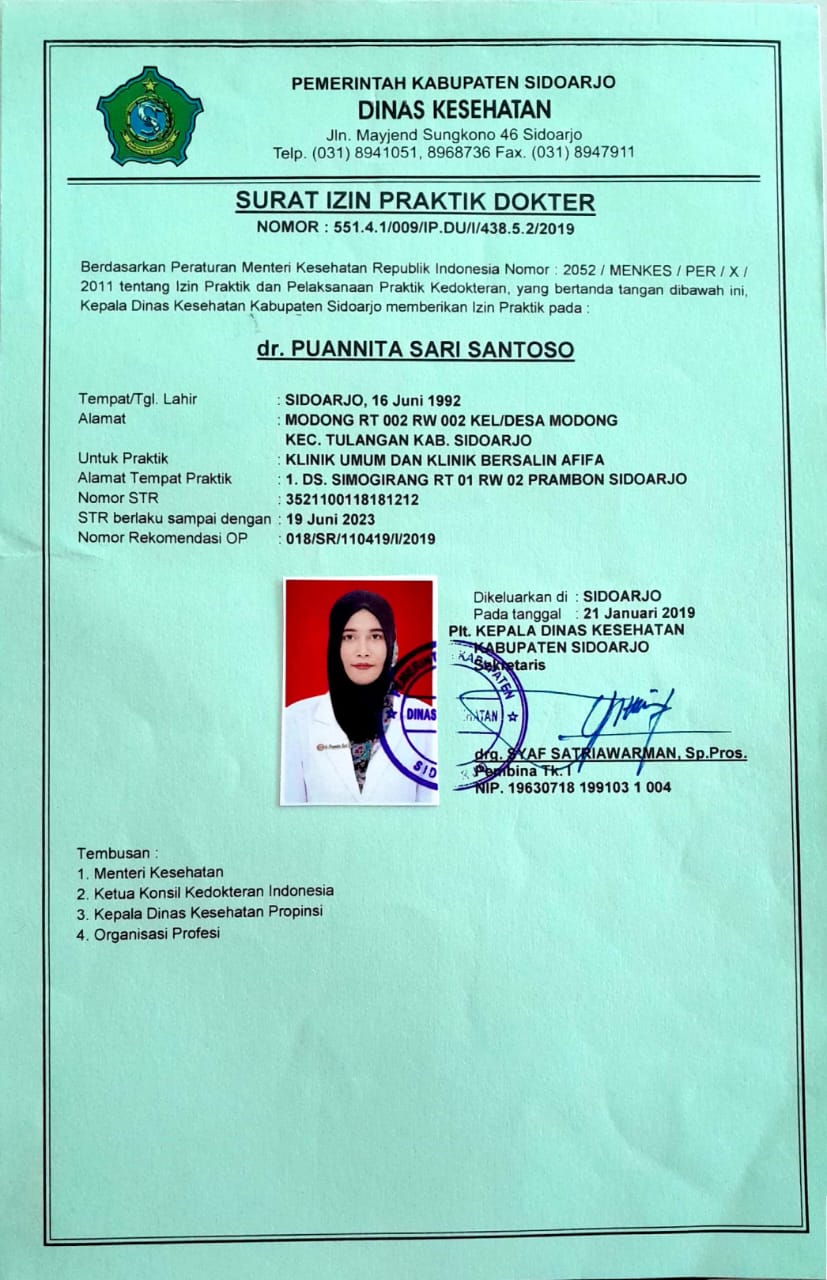 PEMERINTAH KABUPATEN SIDOARJO
DINAS KESEHATAN
Jln. Mayjend Sungkono 46 Sidoarjo
Telp. (031) 8941051, 8968736 Fax. (031) 8947911
SURAT IZIN PRAKTIK DOKTER
NOMOR : 551.4.1/009/IP.DU/I/438.5.2/2019
Berdasarkan Peraturan Menteri Kesehatan Republik Indonesia Nomor : 2052 / MENKES / PER / X /
2011 tentang Izin Praktik dan Pelaksanaan Praktik Kedokteran, yang bertanda tangan dibawah ini,
Kepala Dinas Kesehatan Kabupaten Sidoarjo memberikan Izin Praktik pada :
dr. PUANNITA SARI SANTOSO
Tempat/Tgl. Lahir : SIDOARJO, 16 Juni 1992
Alamat : MODONG RT 002 RW 002 KEL/DESA MODONG
KEC. TULANGAN KAB. SIDOARJO
Untuk Praktik : KLINIK UMUM DAN KLINIK BERSALIN AFIFA
Alamat Tempat Praktik : 1. DS. SIMOGIRANG RT 01 RW 02 PRAMBON SIDOARJO
Nomor STR : 3521100118181212
STR berlaku sampai dengan : 19 Juni 2023
Nomor Rekomendasi OP : 018/SR/110419/I/2019
Dikeluarkan di : SIDOARJO
Pada tanggal : 21 Januari 2019
Plt. KEPALA DINAS KESEHATAN
KABUPATEN SIDOARJO
Sekretaris
KABUPATEN
DINAS
drg. SYAF SATRIAWARMAN, Sp.Pros.
Pembina Tk. I
NIP. 19630718 199103 1 004
Tembusan :
1. Menteri Kesehatan
2. Ketua Konsil Kedokteran Indonesia
3. Kepala Dinas Kesehatan Propinsi
4. Organisasi Profesi